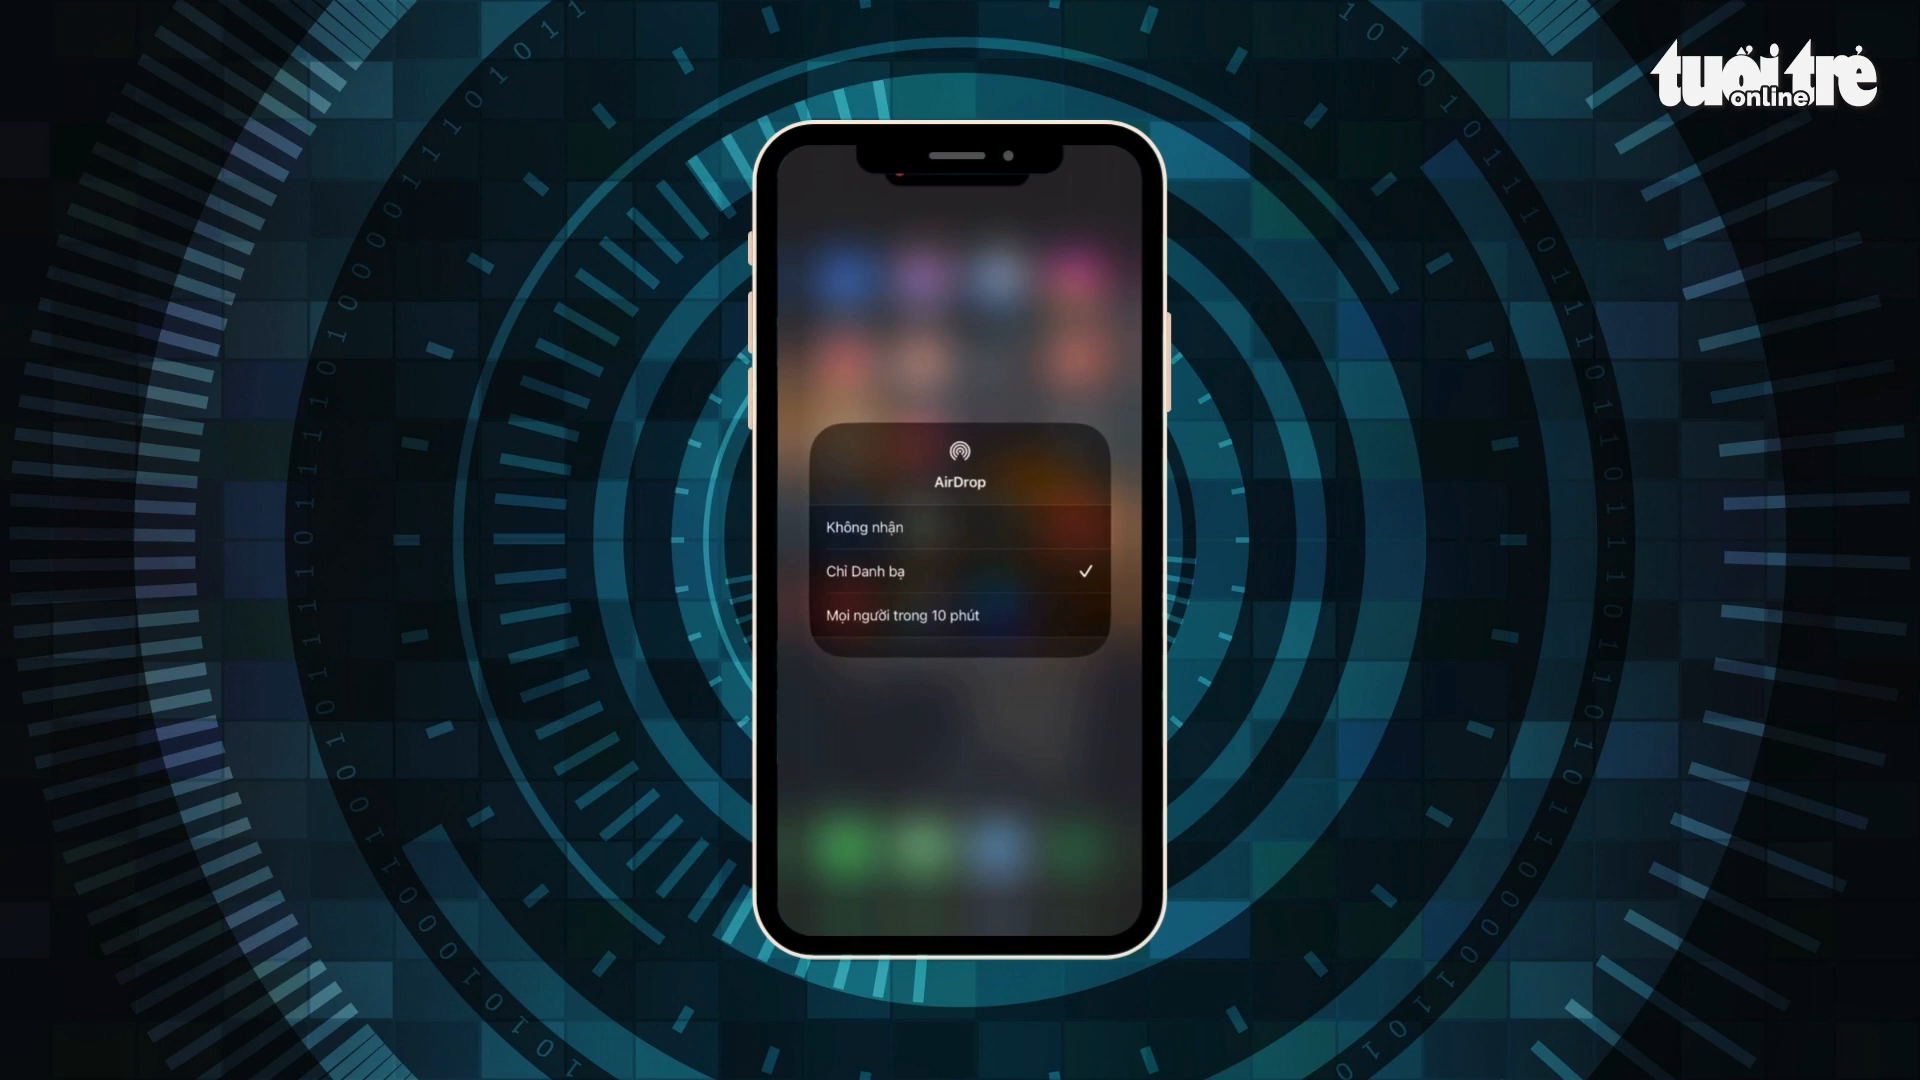 tuổi trẻ
online
AirDrop
Không nhận
Chỉ Danh bạ
Mọi người trong 10 phút